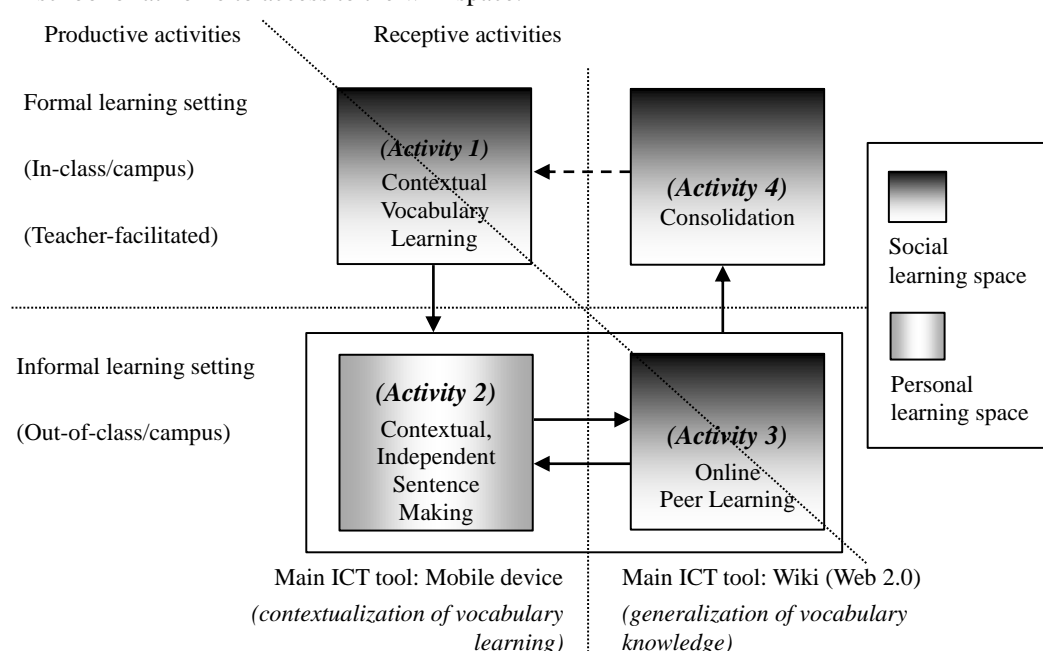 Productive activities
Receptive activities
Formal learning setting
(In-class/campus)
(Teacher-facilitated)
(Activity 1)
Contextual
Vocabulary
Learning
(Activity 4)
Consolidation
Social
learning space
Personal
learning space
Informal learning setting
(Out-of-class/campus)
(Activity 2)
Contextual,
Independent
Sentence
Making
(Activity 3)
Online
Peer Learning
Main ICT tool: Mobile device
(contextualization of vocabulary
learning)
Main ICT tool: Wiki (Web 2.0)
(generalization of vocabulary
knowledge)